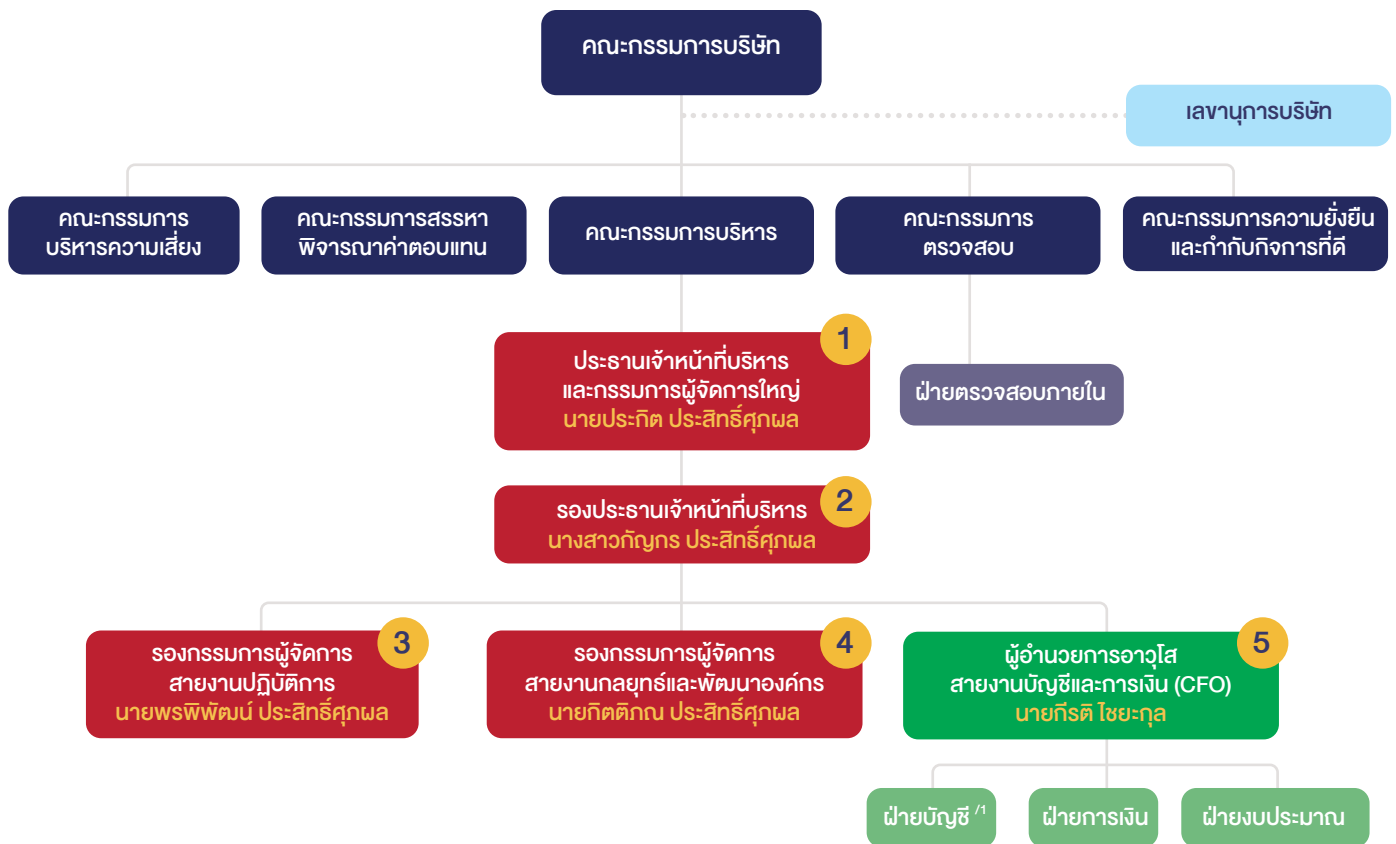 คณะกรรมการบริษัท
เลขานุการบริษัท
คณะกรรมการ
บริหารความเสี่ยง
คณะกรรมการสรรหา
พิจารณาค่าตอบแทน
คณะกรรมการบริหาร
คณะกรรมการ
ตรวจสอบ
คณะกรรมการความยั่งยืน
และกำกับกิจการที่ดี
1
ประธานเจ้าหน้าที่บริหาร
และกรรมการผู้จัดการใหญ่
นายประกิต ประสิทธิ์ศุภผล
ฝ่ายตรวจสอบภายใน
2
รองประธานเจ้าหน้าที่บริหาร
นางสาวกัญกร ประสิทธิ์ศุภผล
3
รองกรรมการผู้จัดการ
สายงานปฏิบัติการ
นายพรพิพัฒน์ ประสิทธิ์ศุภผล
4
รองกรรมการผู้จัดการ
สายงานกลยุทธ์และพัฒนาองค์กร
นายกิตติภณ ประสิทธิ์ศุภผล
5
ผู้อำนวยการอาวุโส
สายงานบัญชีและการเงิน (CFO)
นายกีรติ ไชยะกุล
ฝ่ายบัญชี /1
ฝ่ายการเงิน
ฝ่ายงบประมาณ